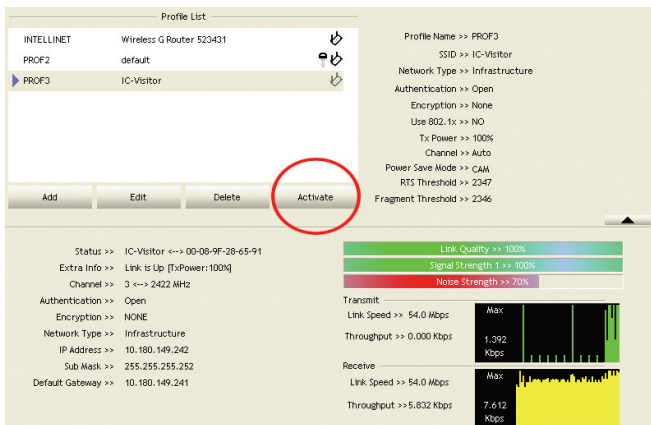 Profile List
INTELLINET Wireless G Router 523431
PROF2 default
PROF3 IC-Visitor
Add Edit Delete Activate
Profile Name >> PROF3
SSID >> IC-Visitor
Network Type >> Infrastructure
Authentication >> Open
Encryption >> None
Use 802.1x >> NO
Tx Power >> 100%
Channel >> Auto
Power Save Mode >> CAM
RTS Threshold >> 2347
Fragment Threshold >> 2346
Status >> IC-Visitor <--> 00-08-9F-28-65-91
Extra Info >> Link is Up [TxPower:100%]
Channel >> 3 <--> 2422 MHz
Authentication >> Open
Encryption >> NONE
Network Type >> Infrastructure
IP Address >> 10.180.149.242
Sub Mask >> 255.255.255.252
Default Gateway >> 10.180.149.241
Link Quality >> 100%
Signal Strength 1 >> 100%
Noise Strength >> 70%
Transmit
Link Speed >> 54.0 Mbps
Throughput >> 0.000 Kbps
Max
1.392
Kbps
Receive
Link Speed >> 54.0 Mbps
Throughput >>5.832 Kbps
Max
7.612
Kbps